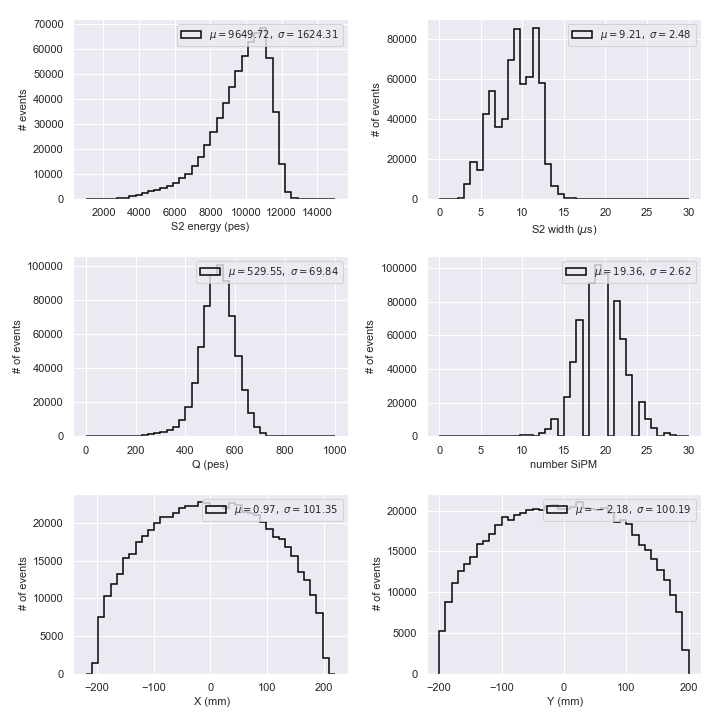 # events
70000
60000
50000
40000
30000
20000
10000
0
μ = 9649.72, σ = 1624.31
2000 4000 6000 8000 10000 12000 14000
S2 energy (pes)
# of events
80000
60000
40000
20000
0
μ = 9.21, σ = 2.48
0 5 10 15 20 25 30
S2 width (μs)
# of events
100000
80000
60000
40000
20000
0
μ = 529.55, σ = 69.84
0 200 400 600 800 1000
Q (pes)
# of events
100000
80000
60000
40000
20000
0
μ = 19.36, σ = 2.62
0 5 10 15 20 25 30
number SiPM
# of events
20000
15000
10000
5000
0
μ = 0.97, σ = 101.35
−200 −100 0 100 200
X (mm)
# of events
20000
15000
10000
5000
0
μ = −2.18, σ = 100.19
−200 −100 0 100 200
Y (mm)